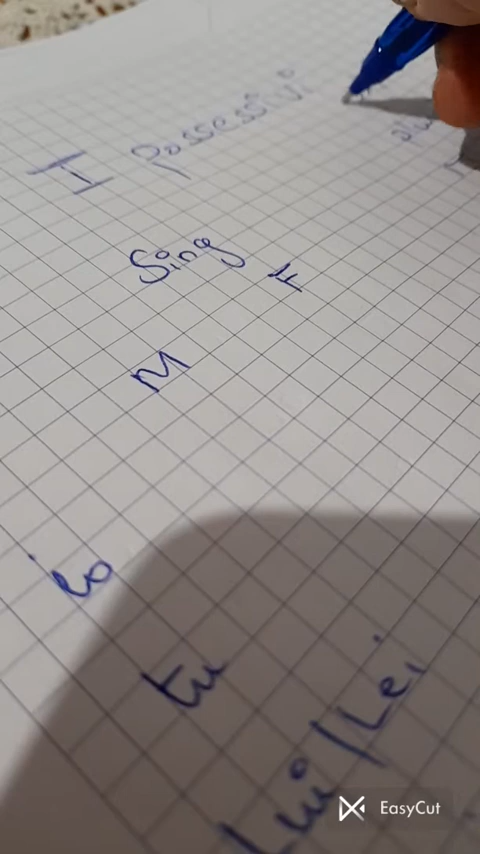 I possessivi
Sing
M F
io
tu
Lui/Lei
EasyCut